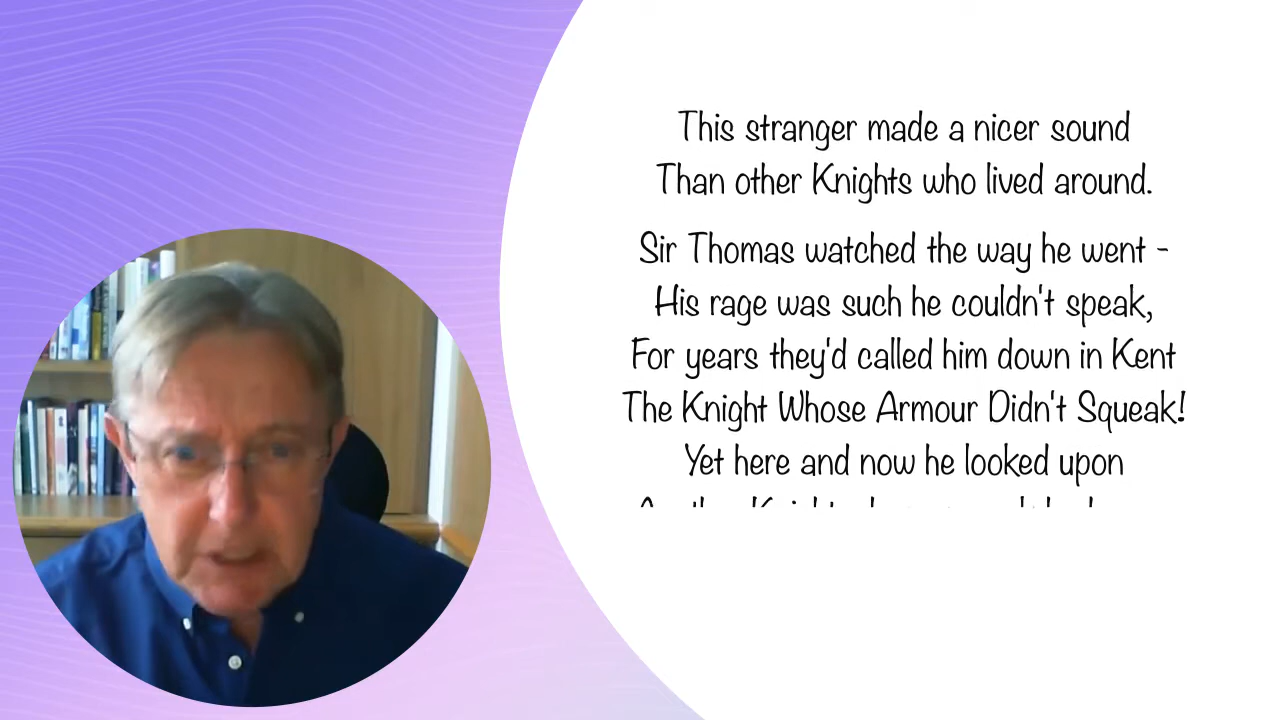 This stranger made a nicer sound
Than other Knights who lived around.
Sir Thomas watched the way he went -
His rage was such he couldn't speak,
For years they'd called him down in Kent
The Knight Whose Armour Didn't Squeak!
Yet here and now he looked upon